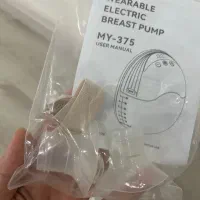 WEARABLE
ELECTRIC
BREAST PUMP
MY-375
USER MANUAL